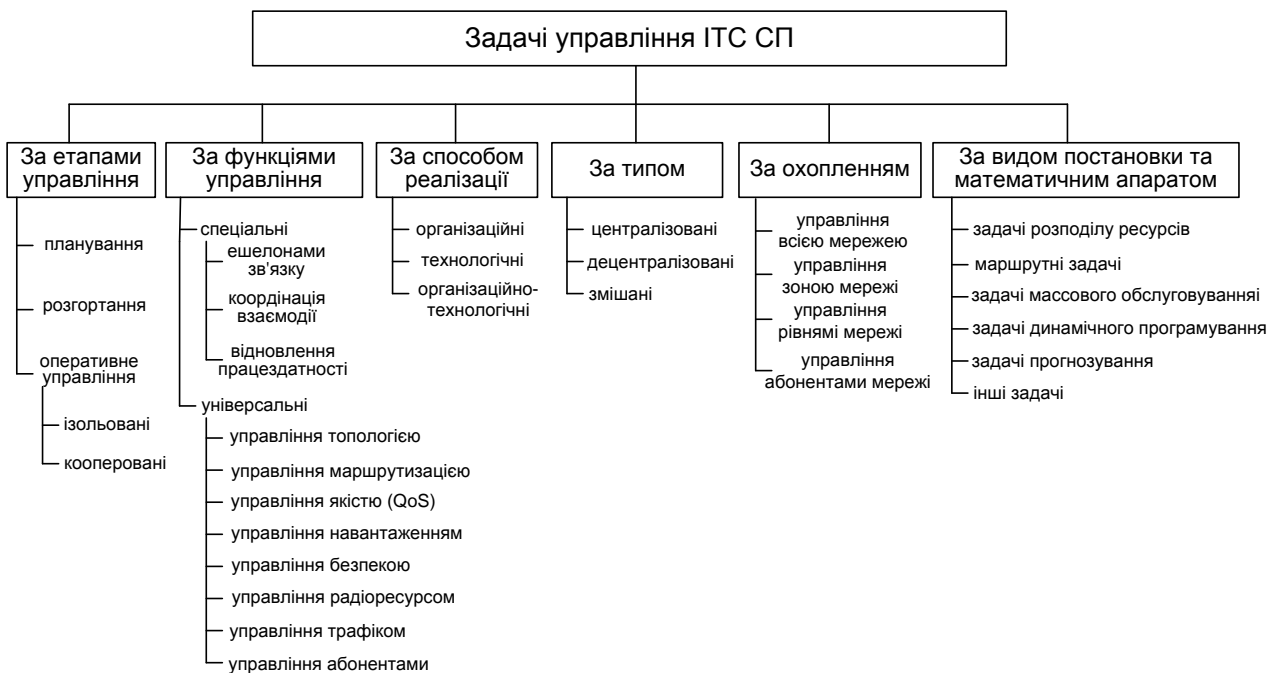 Задачі управління ІТС СП
За етапами
управління
планування
розгортання
оперативне
управління
ізольовані
кооперовані
За функціями
управління
спеціальні
ешелонами
зв'язку
координація
взаємодії
відновлення
працездатності
універсальні
управління топологією
управління маршрутизацією
управління якістю (QoS)
управління навантаженням
управління безпекою
управління радіоресурсом
управління трафіком
управління абонентами
За способом
реалізації
організаційні
технологічні
організаційно-
технологічні
За типом
централізовані
децентралізовані
змішані
За охопленням
управління
всією мережею
управління
зоною мережі
управління
рівнямі мережі
управління
абонентами мережі
За видом постановки та
математичним апаратом
задачі розподілу ресурсів
маршрутні задачі
задачі массового обслуговуванняі
задачі динамічного програмування
задачі прогнозування
інші задачі